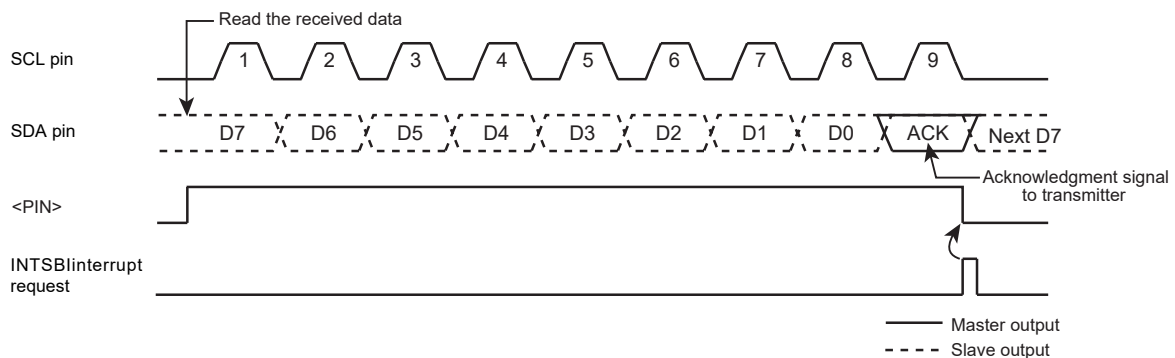 Read the received data
SCL pin
1 2 3 4 5 6 7 8 9
SDA pin
D7 D6 D5 D4 D3 D2 D1 D0 ACK Next D7
Acknowledgment signal
to transmitter
<PIN>
INTSBIinterrupt
request
Master output
Slave output